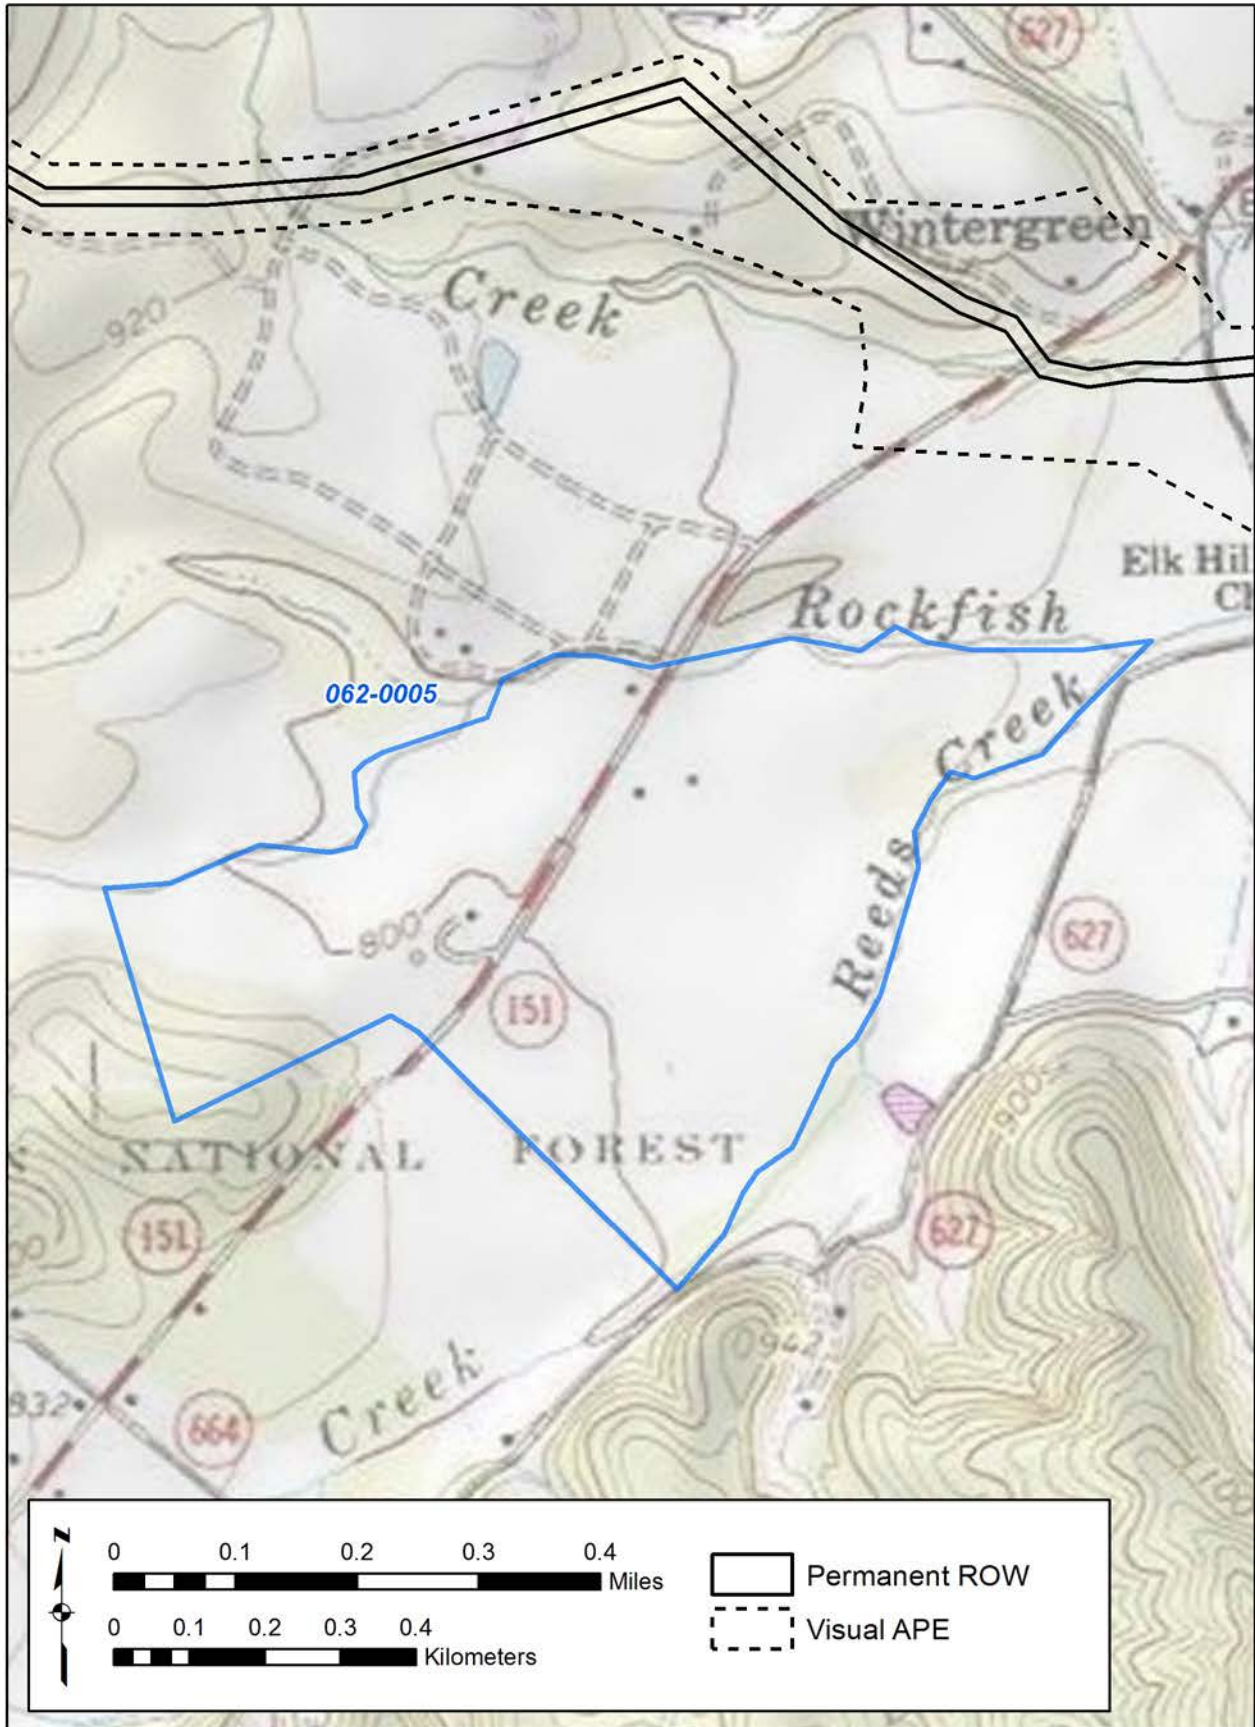 627
Wintergreen
Creek
920
Elk Hil
Cl
Rockfish
062-0005
Creek
Reeds
800
627
151
900
NATIONAL FOREST
151
627
942
Creek
832
664
1100
N
0 0.1 0.2 0.3 0.4
Miles
0 0.1 0.2 0.3 0.4
Kilometers
Permanent ROW
Visual APE